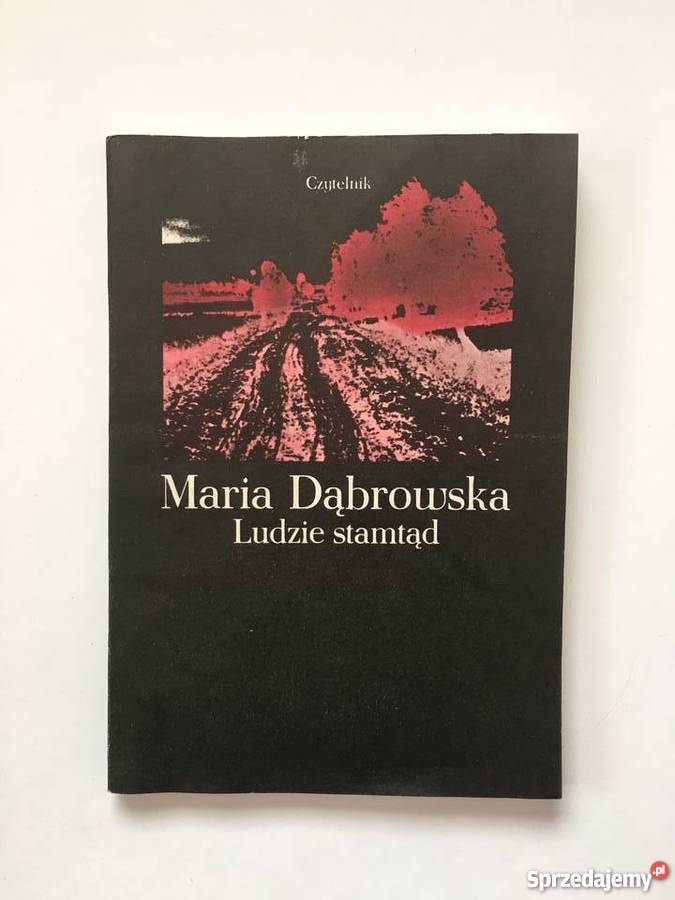 Czytelnik
Maria Dąbrowska
Ludzie stamtąd
Sprzedajemy.pl